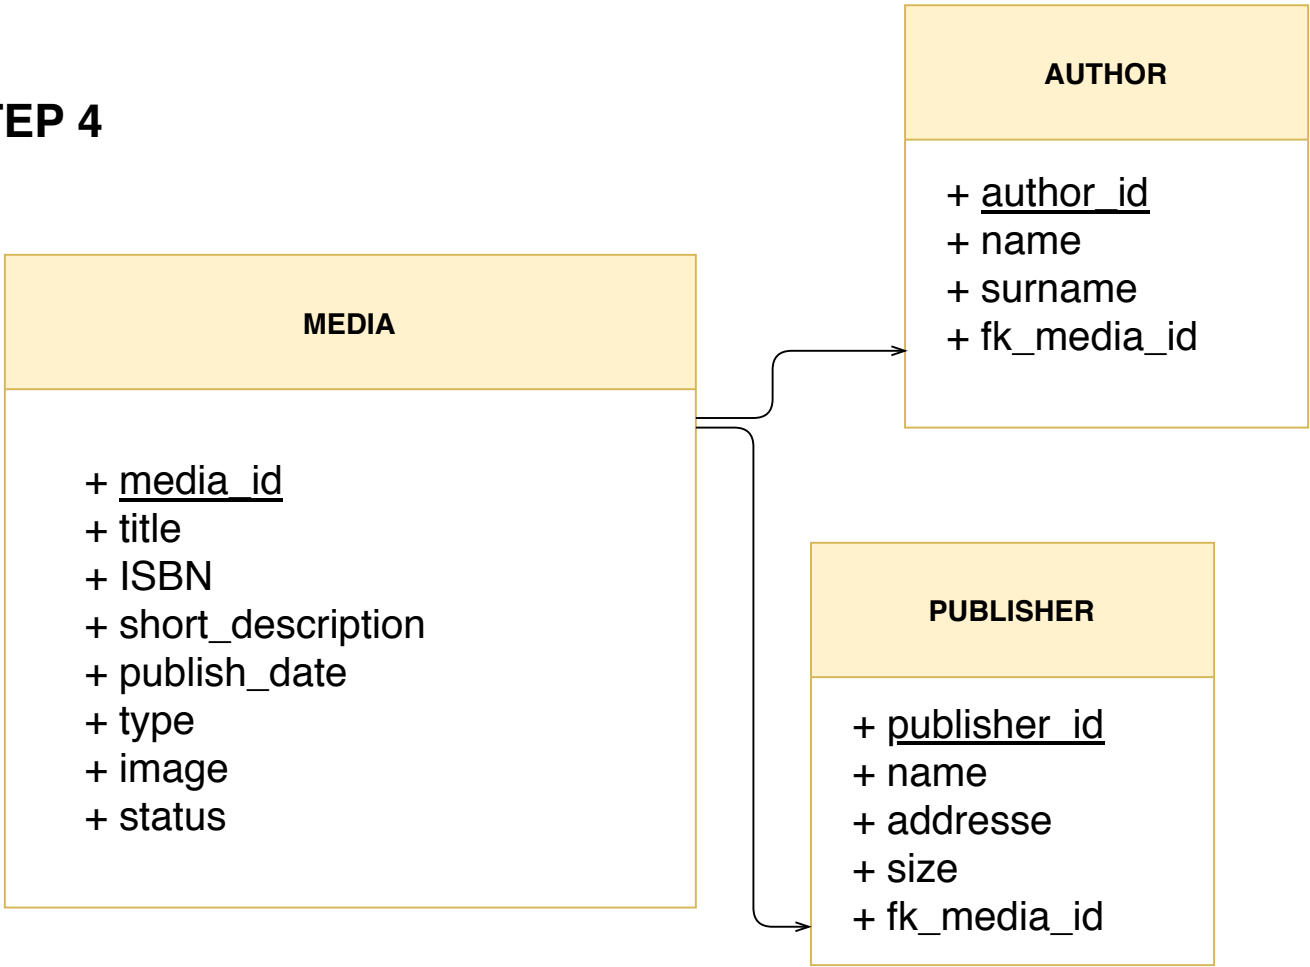 TEP 4
MEDIA
+ media_id
+ title
+ ISBN
+ short_description
+ publish_date
+ type
+ image
+ status
AUTHOR
+ author_id
+ name
+ surname
+ fk_media_id
PUBLISHER
+ publisher_id
+ name
+ addresse
+ size
+ fk_media_id